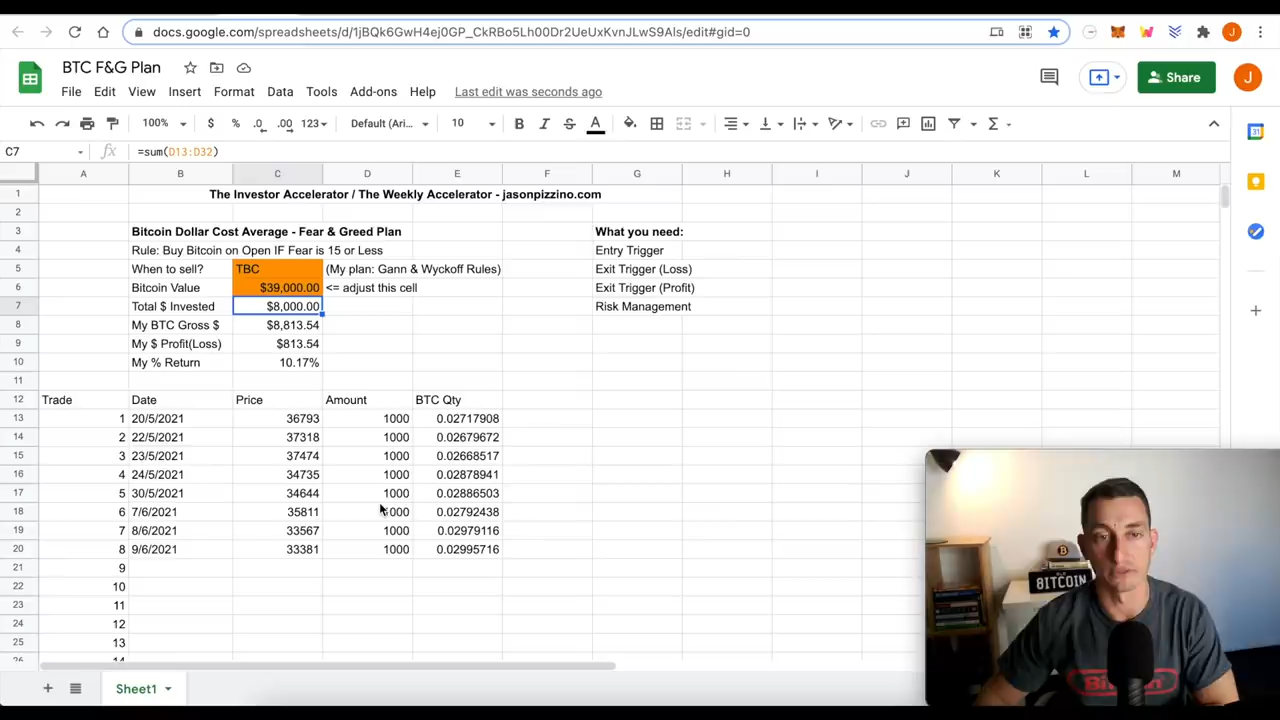 docs.google.com/spreadsheets/d/1jBQk6GwH4ej0GP_CkRBo5Lh00Dr2UeUxKvnJLwS9AIs/edit#gid=0
BTC F&G Plan
File Edit View Insert Format Data Tools Add-ons Help Last edit was seconds ago
Share
J
100% $ % .0 .00 123 Default (Ari... 10 B I S A
C7 fx =sum(D13:D32)
A B C D E F G H I J K L M
1 The Investor Accelerator / The Weekly Accelerator - jasonpizzino.com
2
3 Bitcoin Dollar Cost Average - Fear & Greed Plan What you need:
4 Rule: Buy Bitcoin on Open IF Fear is 15 or Less Entry Trigger
5 When to sell? TBC (My plan: Gann & Wyckoff Rules) Exit Trigger (Loss)
6 Bitcoin Value $39,000.00 <= adjust this cell Exit Trigger (Profit)
7 Total $ Invested $8,000.00 Risk Management
8 My BTC Gross $ $8,813.54
9 My $ Profit(Loss) $813.54
10 My % Return 10.17%
11
12 Trade Date Price Amount BTC Qty
13 1 20/5/2021 36793 1000 0.02717908
14 2 22/5/2021 37318 1000 0.02679672
15 3 23/5/2021 37474 1000 0.02668517
16 4 24/5/2021 34735 1000 0.02878941
17 5 30/5/2021 34644 1000 0.02886503
18 6 7/6/2021 35811 1000 0.02792438
19 7 8/6/2021 33567 1000 0.02979116
20 8 9/6/2021 33381 1000 0.02995716
21 9
22 10
23 11
24 12
25 13
26 14
Sheet1
8ITCOIN